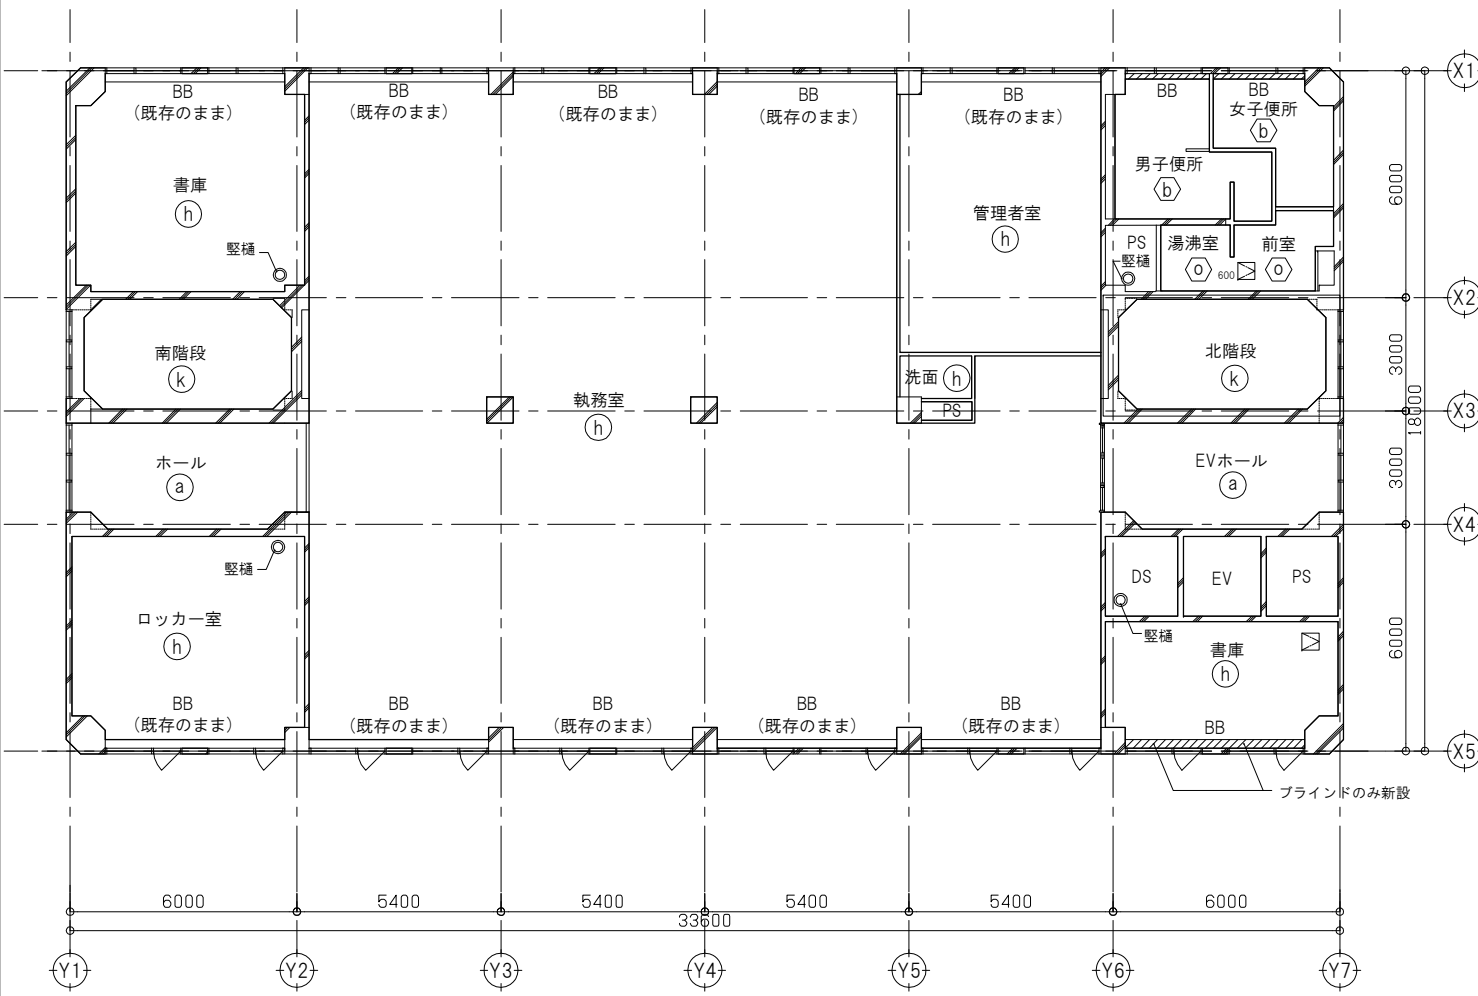 X1
BB
(既存のまま)
BB
(既存のまま)
BB
(既存のまま)
BB
(既存のまま)
BB
(既存のまま)
BB
BB
女子便所
b
男子便所
b
書庫
h
竪樋
管理者室
h
PS
竪樋
湯沸室
o
600
前室
o
6000
X2
南階段
k
洗面
h
PS
執務室
h
北階段
k
3000
X3
18000
ホール
a
EVホール
a
3000
X4
竪樋
ロッカー室
h
DS
EV
PS
竪樋
書庫
h
6000
BB
(既存のまま)
BB
(既存のまま)
BB
(既存のまま)
BB
(既存のまま)
BB
(既存のまま)
BB
X5
ブラインドのみ新設
6000
5400
5400
5400
5400
6000
33600
Y1
Y2
Y3
Y4
Y5
Y6
Y7